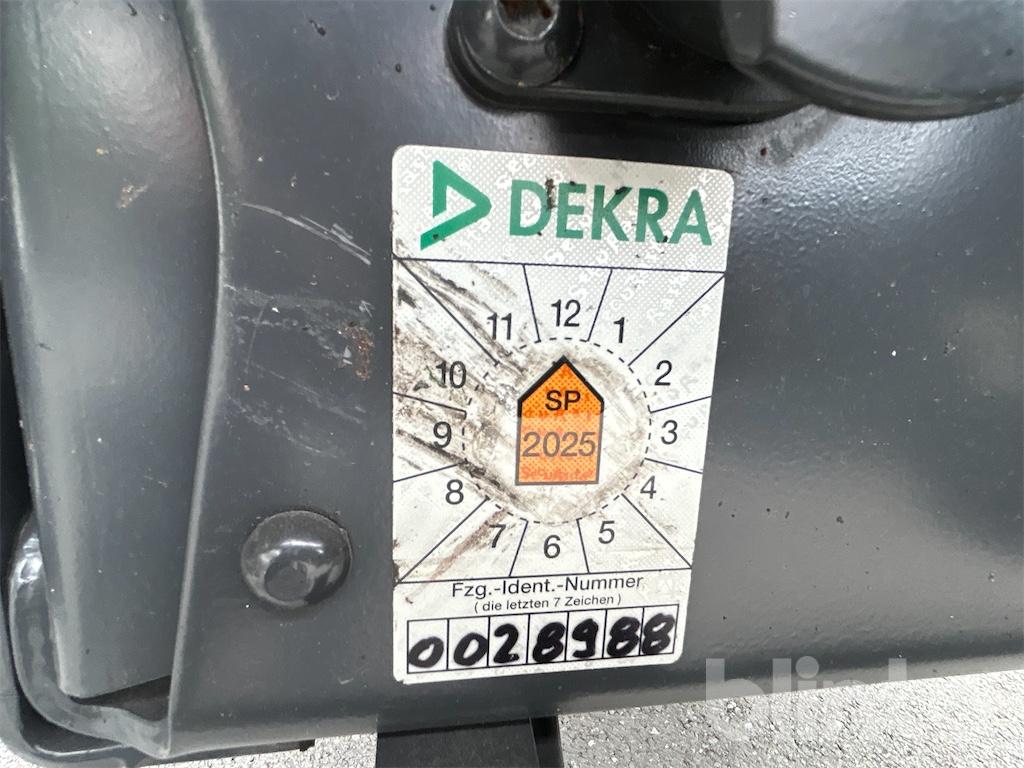 DEKRA
11 12 1
10 2
9 3
8 4
7 6 5
SP
2025
Fzg.-Ident.-Nummer
( die letzten 7 Zeichen )
0028988